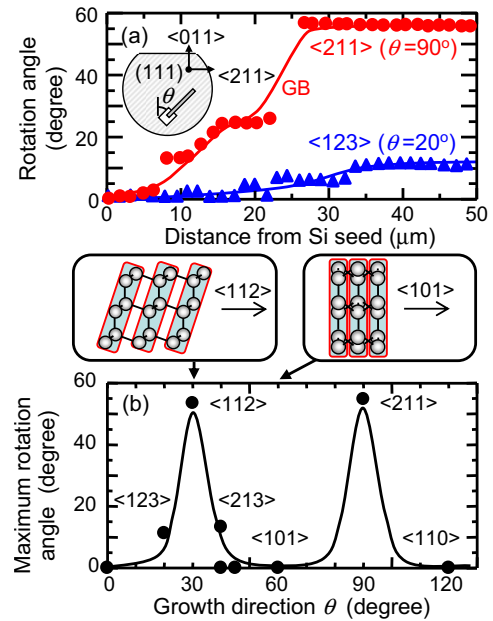 60
40
20
0
Rotation angle
(degree)
(a)
<011>
(111)
<211>
θ
<211> (θ=90°)
GB
<123> (θ=20°)
0 10 20 30 40 50
Distance from Si seed (μm)
<112>
<101>
60
40
20
0
Maximum rotation
angle (degree)
(b)
<112>
<211>
<123>
<213>
<101>
<110>
0 30 60 90 120
Growth direction θ (degree)